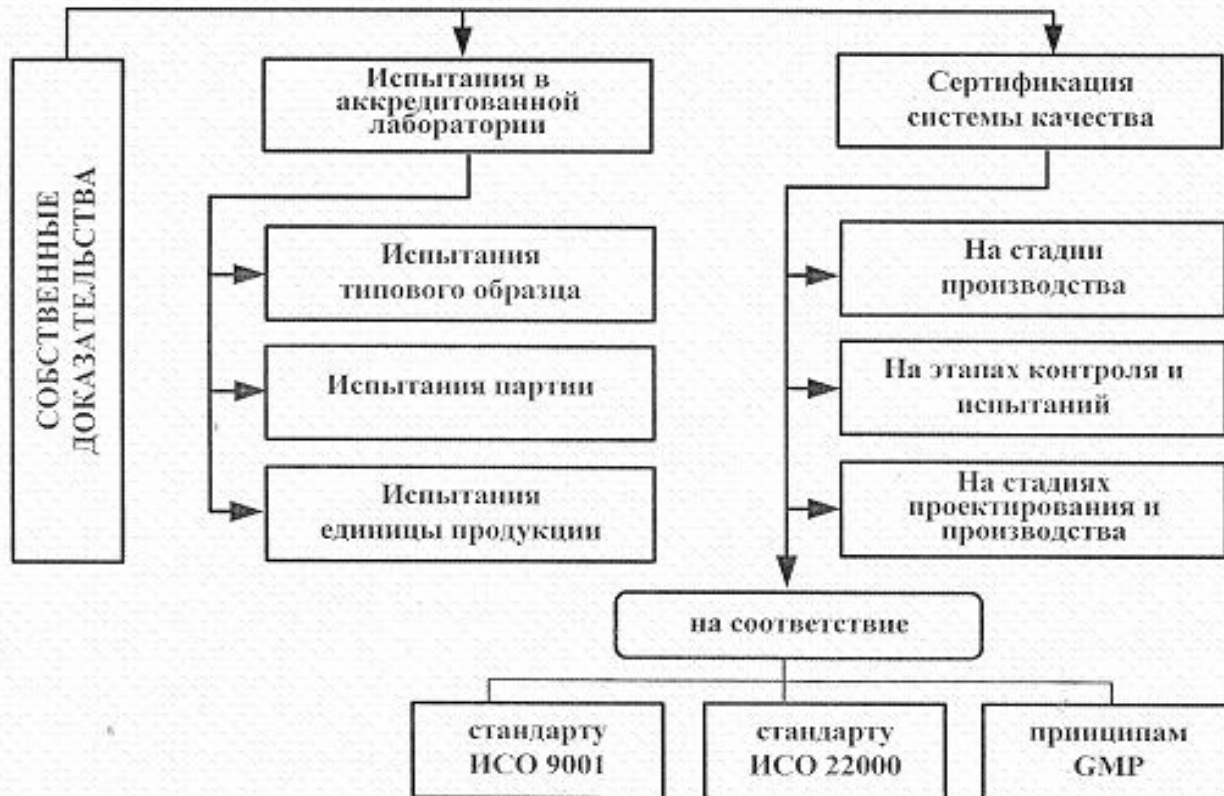 СОБСТВЕННЫЕ
ДОКАЗАТЕЛЬСТВА
Испытания в
аккредитованной
лаборатории
Испытания
типового образца
Испытания партии
Испытания
единицы продукции
Сертификация
системы качества
На стадии
производства
На этапах контроля и
испытаний
На стадиях
проектирования и
производства
на соответствие
стандарту
ИСО 9001
стандарту
ИСО 22000
принципам
GMP